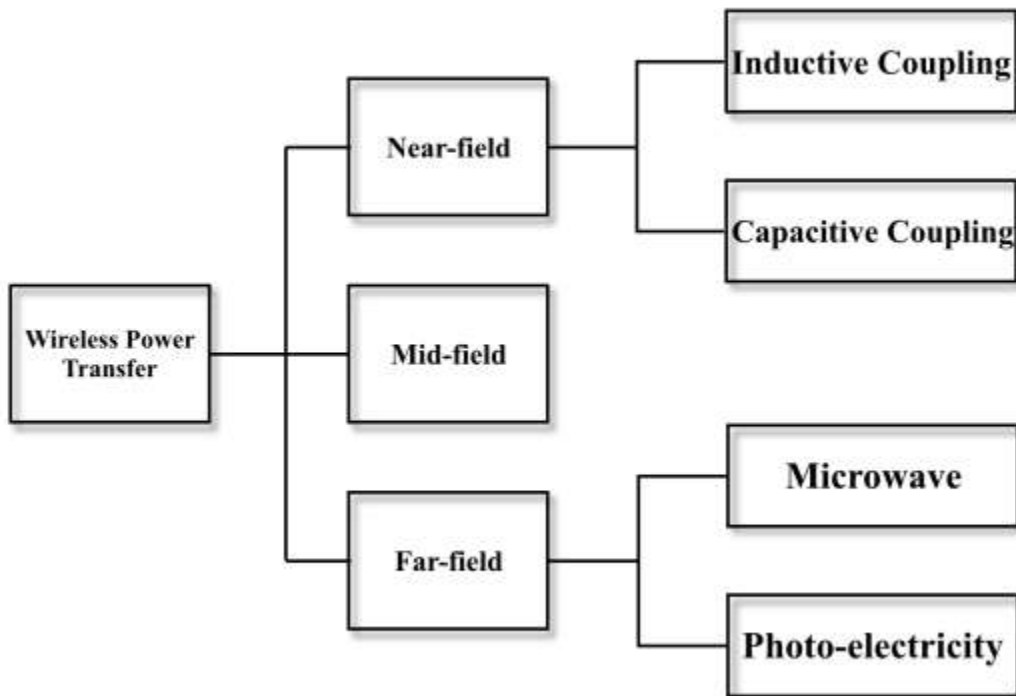 Inductive Coupling
Near-field
Capacitive Coupling
Wireless Power
Transfer
Mid-field
Microwave
Far-field
Photo-electricity